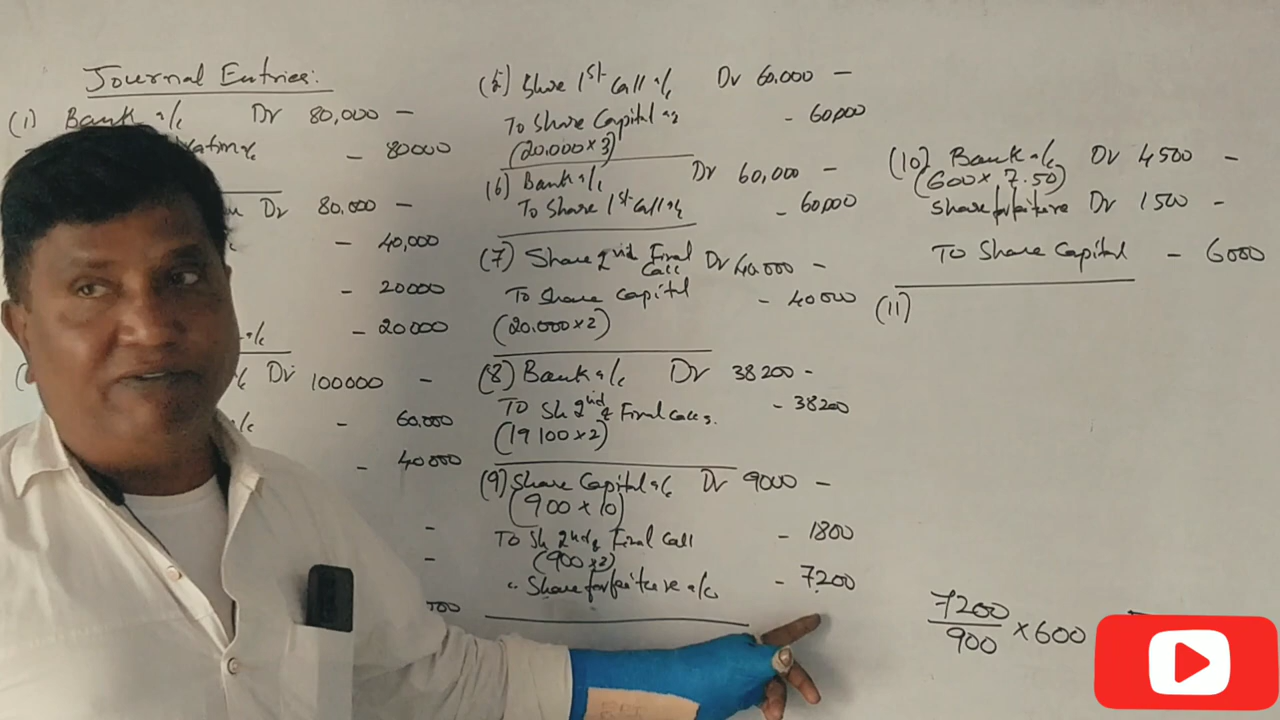 Journal Entries:
(1) Bank a/c Dr 80,000 –
– 80000
Dr 80,000 –
– 40,000
– 20000
a/c – 20000
Dr 100000 –
a/c – 60,000
– 40000
–
–
(5) Share 1st Call a/c Dr 60,000 –
To Share Capital a/c – 60,000
(20,000 × 3)
(6) Bank a/c Dr 60,000 –
To Share 1st Call a/c – 60,000
(7) Share 2nd Final Call Dr 40,000 –
To Share Capital – 40000
(20,000 × 2)
(8) Bank a/c Dr 38200 –
To Sh 2nd & Final Calls. – 38200
(19100 × 2)
(9) Share Capital a/c Dr 9000 –
(900 × 10)
To Sh 2nd & Final Call – 1800
(900 × 2)
" Share forfeiture a/c – 7200
(10) Bank a/c Dr 4500 –
(600 × 7.50)
Share forfeiture Dr 1500 –
To Share Capital – 6000
(11)
7200
900 × 600